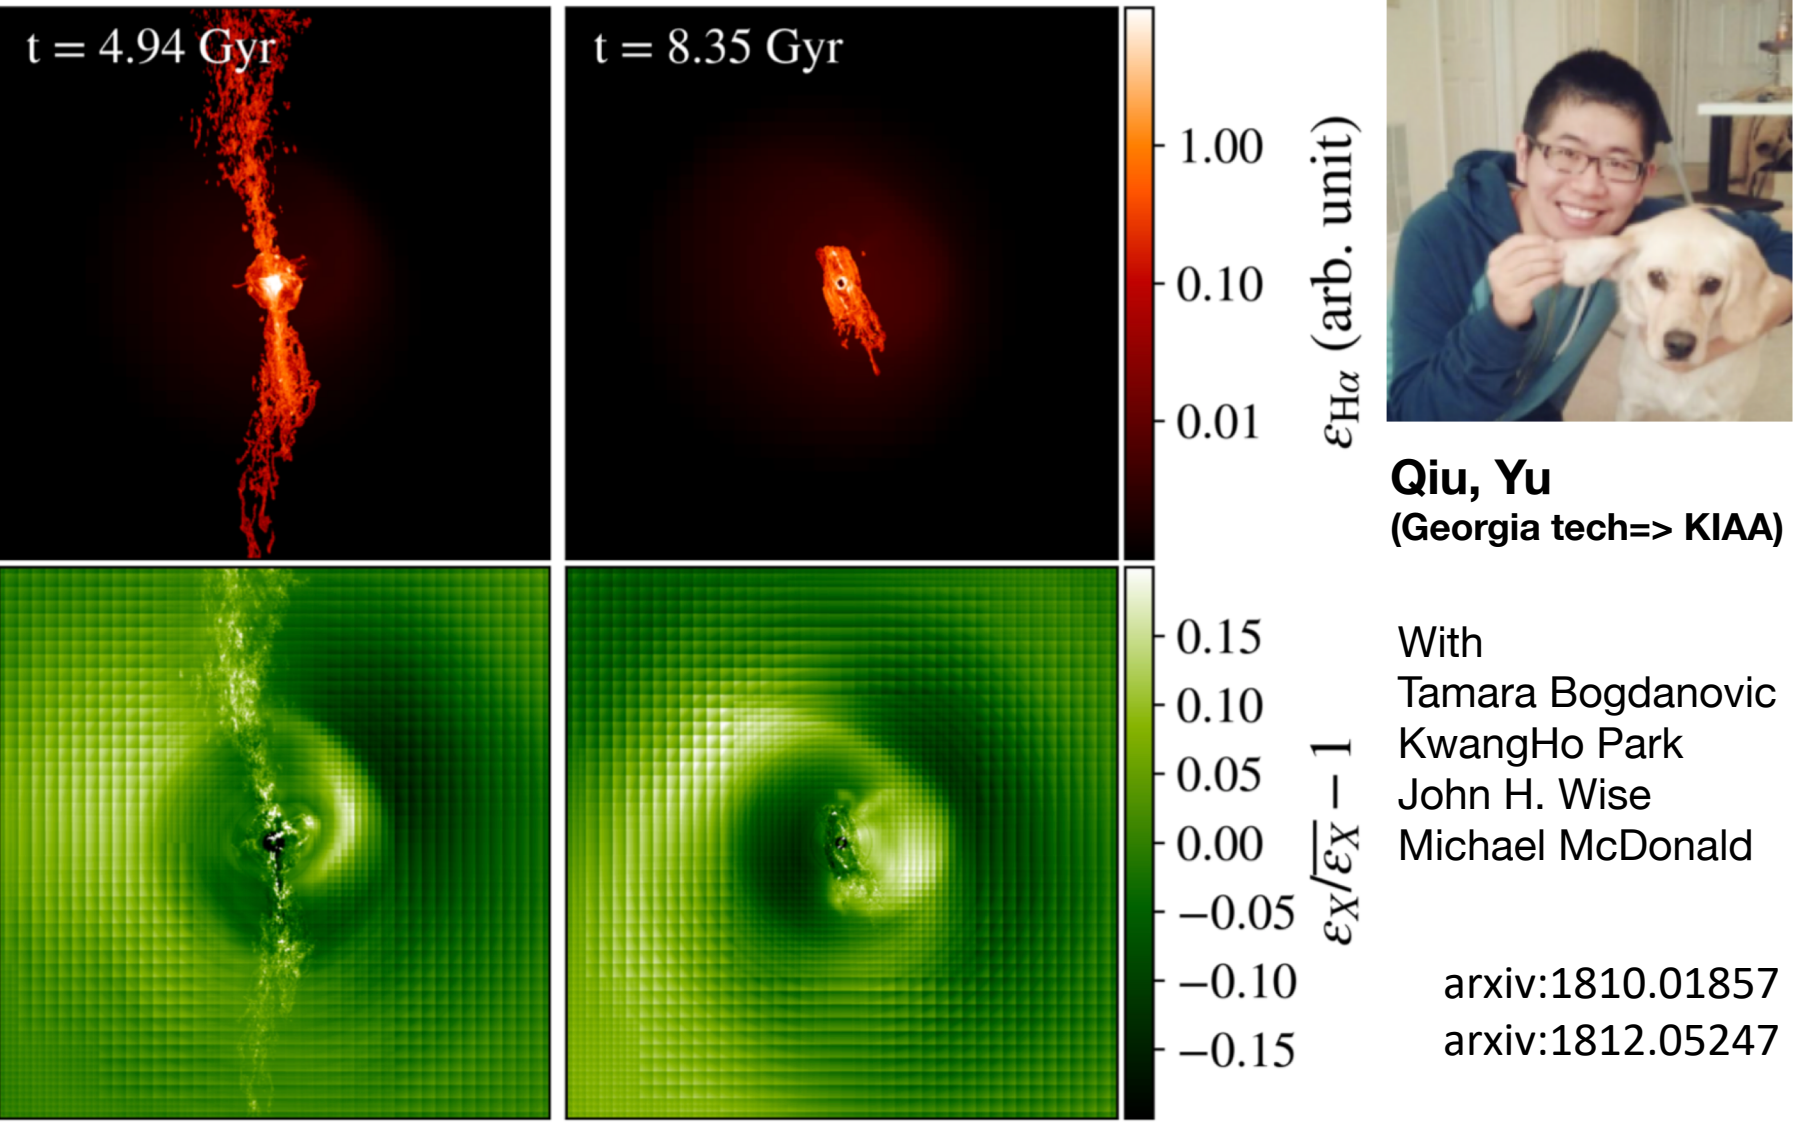 t = 4.94 Gyr
t = 8.35 Gyr
1.00
0.10
0.01
εHα (arb. unit)
0.15
0.10
0.05
0.00
−0.05
−0.10
−0.15
εX/εX̅ − 1
Qiu, Yu
(Georgia tech=> KIAA)
With
Tamara Bogdanovic
KwangHo Park
John H. Wise
Michael McDonald
arxiv:1810.01857
arxiv:1812.05247